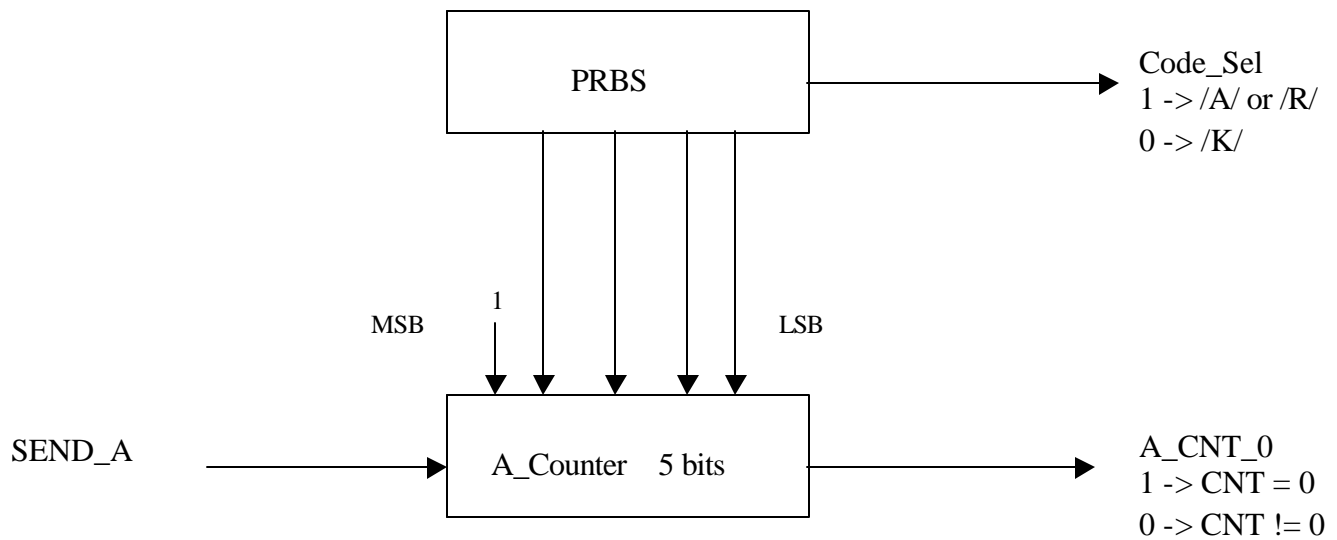 PRBS
Code_Sel
1 -> /A/ or /R/
0 -> /K/
1
MSB
LSB
SEND_A
A_Counter 5 bits
A_CNT_0
1 -> CNT = 0
0 -> CNT != 0